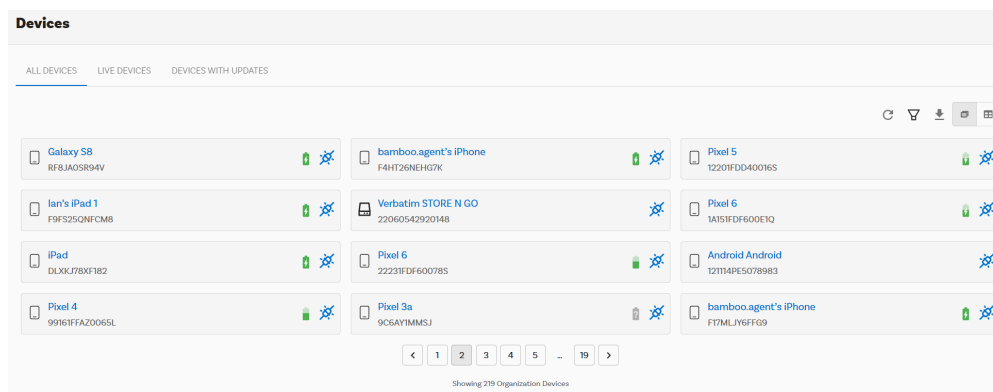 Devices
ALL DEVICES LIVE DEVICES DEVICES WITH UPDATES
Galaxy S8
RF8JA0SR94V
bamboo.agent's iPhone
F4HT26NEHG7K
Pixel 5
12201FDD40016S
Ian's iPad 1
F9FS25QNFCM8
Verbatim STORE N GO
22060542920148
Pixel 6
1A151FDF600E1Q
iPad
DLXKJ78XF182
Pixel 6
22231FDF60078S
Android Android
121114PE5078983
Pixel 4
99161FFAZ0065L
Pixel 3a
9C6AY1MMSJ
bamboo.agent's iPhone
F17MLJY6FFG9
1 2 3 4 5 ... 19
Showing 219 Organization Devices